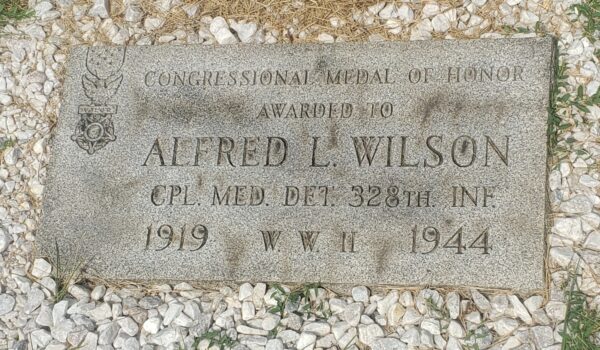 CONGRESSIONAL MEDAL OF HONOR
AWARDED TO
ALFRED L. WILSON
CPL. MED. DET. 328TH. INF.
1919 W. W. II 1944